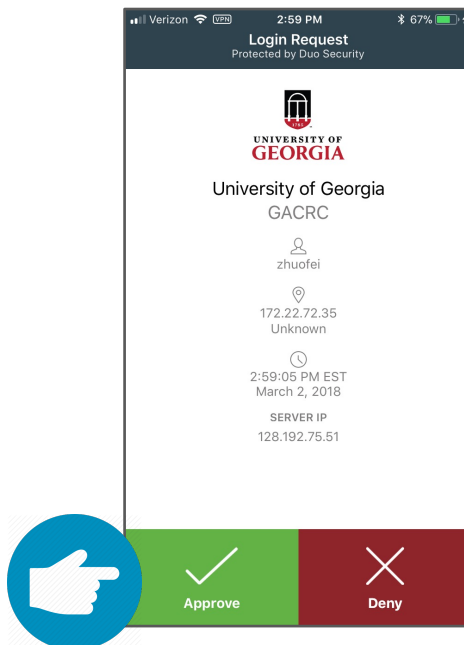 Verizon VPN 2:59 PM 67%
Login Request
Protected by Duo Security
1785
UNIVERSITY OF
GEORGIA
University of Georgia
GACRC
zhuofei
172.22.72.35
Unknown
2:59:05 PM EST
March 2, 2018
SERVER IP
128.192.75.51
Approve Deny